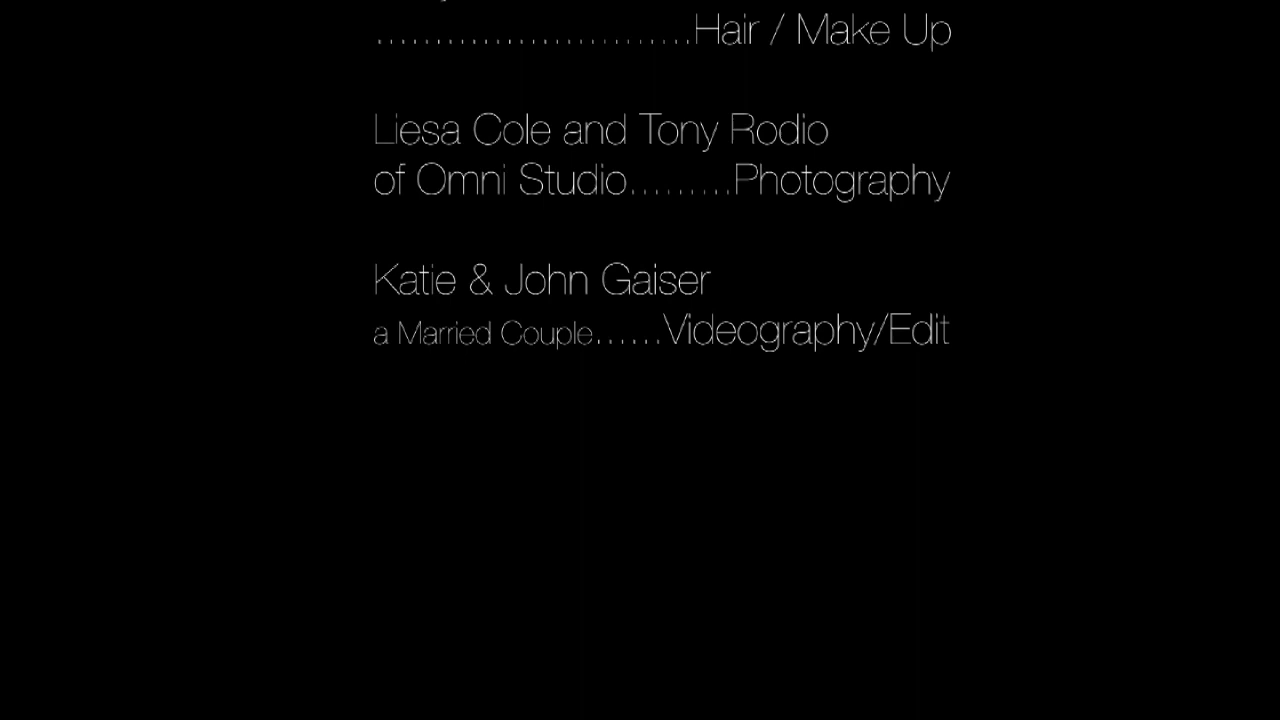 ...........................Hair / Make Up
Liesa Cole and Tony Rodio
of Omni Studio.........Photography
Katie & John Gaiser
a Married Couple......Videography/Edit